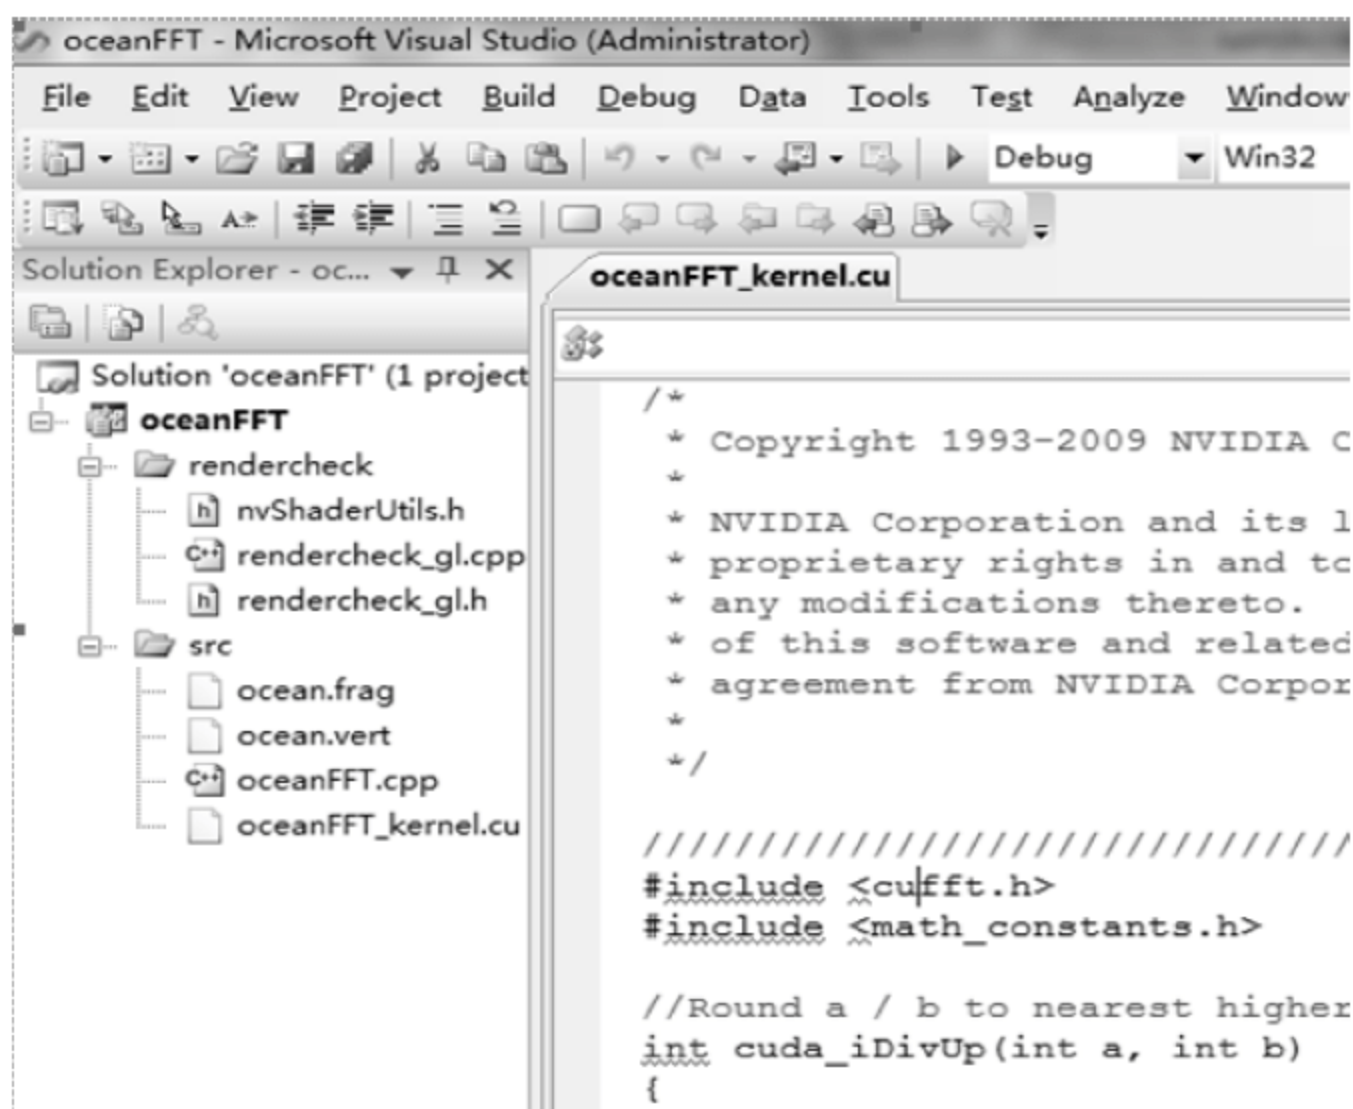 oceanFFT - Microsoft Visual Studio (Administrator)
File Edit View Project Build Debug Data Tools Test Analyze Window
Debug Win32
Solution Explorer - oc...
Solution 'oceanFFT' (1 project
oceanFFT
rendercheck
nvShaderUtils.h
rendercheck_gl.cpp
rendercheck_gl.h
src
ocean.frag
ocean.vert
oceanFFT.cpp
oceanFFT_kernel.cu
oceanFFT_kernel.cu
/*
* Copyright 1993-2009 NVIDIA C
*
* NVIDIA Corporation and its l
* proprietary rights in and to
* any modifications thereto.
* of this software and related
* agreement from NVIDIA Corpor
*
*/
///////////////////////////////
#include <cufft.h>
#include <math_constants.h>
//Round a / b to nearest higher
int cuda_iDivUp(int a, int b)
{